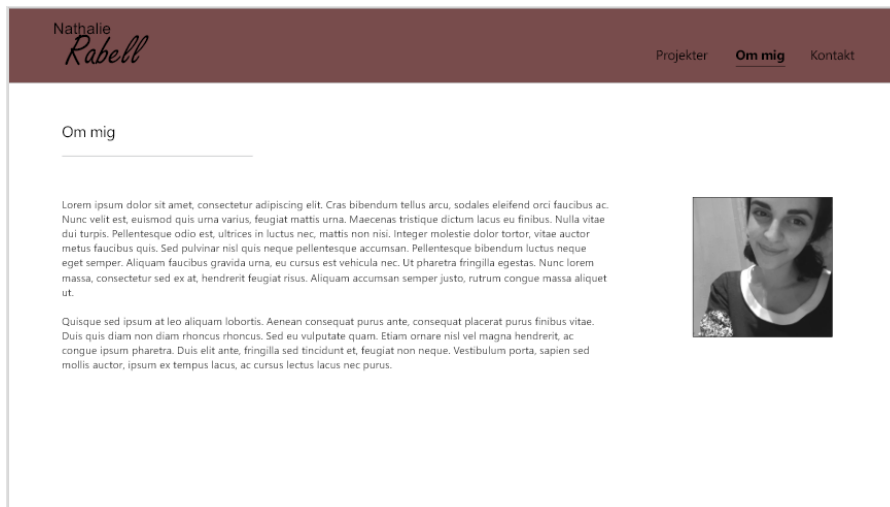 Nathalie
Rabell
Projekter Om mig Kontakt
Om mig
Lorem ipsum dolor sit amet, consectetur adipiscing elit. Cras bibendum tellus arcu, sodales eleifend orci faucibus ac.
Nunc velit est, euismod quis urna varius, feugiat mattis urna. Maecenas tristique dictum lacus eu finibus. Nulla vitae
dui turpis. Pellentesque odio est, ultrices in luctus nec, mattis non nisi. Integer molestie dolor tortor, vitae auctor
metus faucibus quis. Sed pulvinar nisl quis neque pellentesque accumsan. Pellentesque bibendum luctus neque
eget semper. Aliquam faucibus gravida urna, eu cursus est vehicula nec. Ut pharetra fringilla egestas. Nunc lorem
massa, consectetur sed ex at, hendrerit feugiat risus. Aliquam accumsan semper justo, rutrum congue massa aliquet
ut.
Quisque sed ipsum at leo aliquam lobortis. Aenean consequat purus ante, consequat placerat purus finibus vitae.
Duis quis diam non diam rhoncus rhoncus. Sed eu vulputate quam. Etiam ornare nisl vel magna hendrerit, ac
congue ipsum pharetra. Duis elit ante, fringilla sed tincidunt et, feugiat non neque. Vestibulum porta, sapien sed
mollis auctor, ipsum ex tempus lacus, ac cursus lectus lacus nec purus.